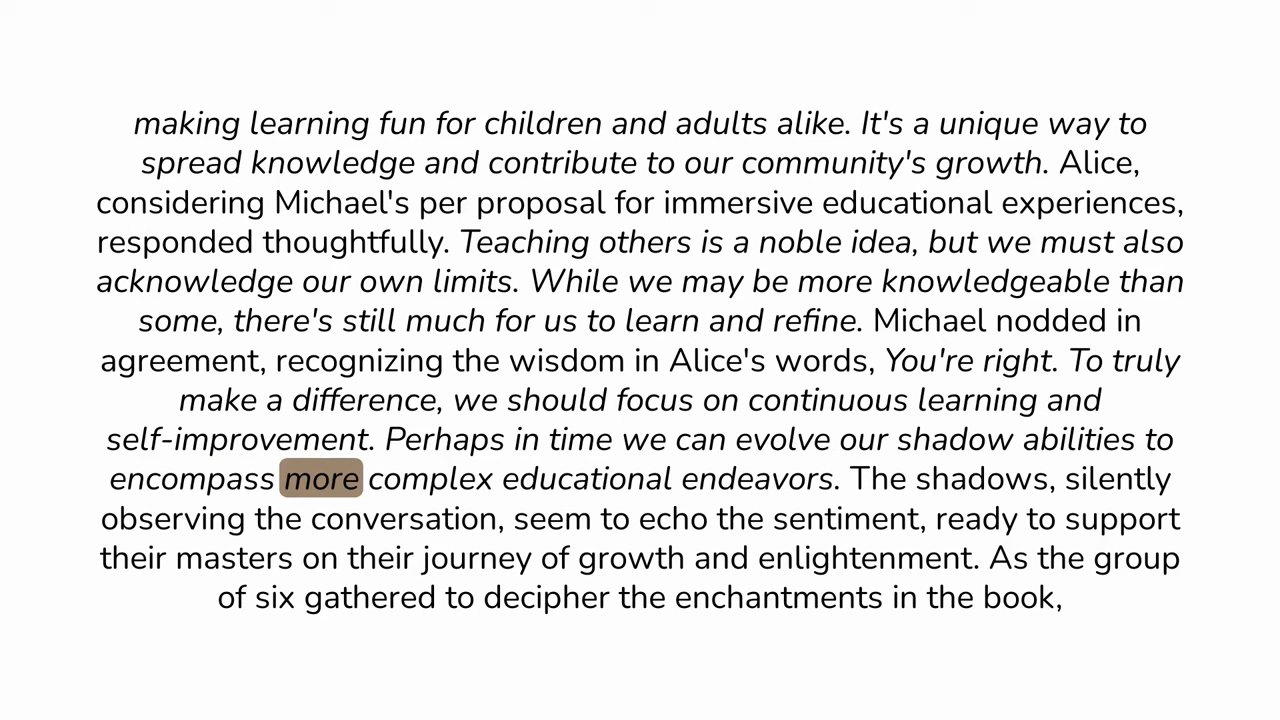 making learning fun for children and adults alike. It's a unique way to
spread knowledge and contribute to our community's growth. Alice,
considering Michael's per proposal for immersive educational experiences,
responded thoughtfully. Teaching others is a noble idea, but we must also
acknowledge our own limits. While we may be more knowledgeable than
some, there's still much for us to learn and refine. Michael nodded in
agreement, recognizing the wisdom in Alice's words, You're right. To truly
make a difference, we should focus on continuous learning and
self-improvement. Perhaps in time we can evolve our shadow abilities to
encompass more complex educational endeavors. The shadows, silently
observing the conversation, seem to echo the sentiment, ready to support
their masters on their journey of growth and enlightenment. As the group
of six gathered to decipher the enchantments in the book,